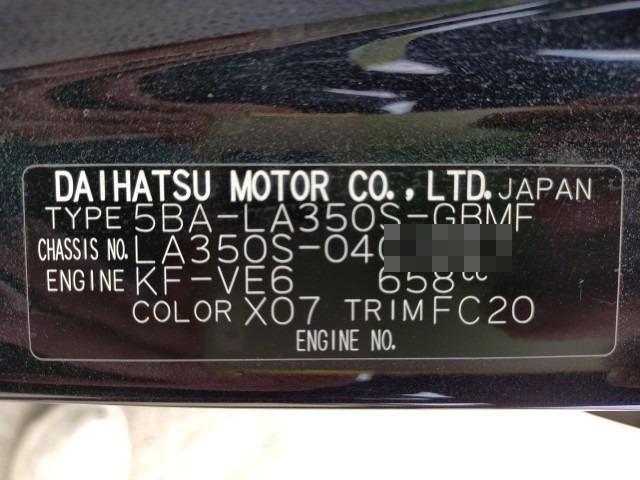 DAIHATSU MOTOR CO., LTD. JAPAN
TYPE 5BA-LA350S-GBMF
CHASSIS NO. LA350S-040
ENGINE KF-VE6 658cc
COLOR X07 TRIM FC20
ENGINE NO.